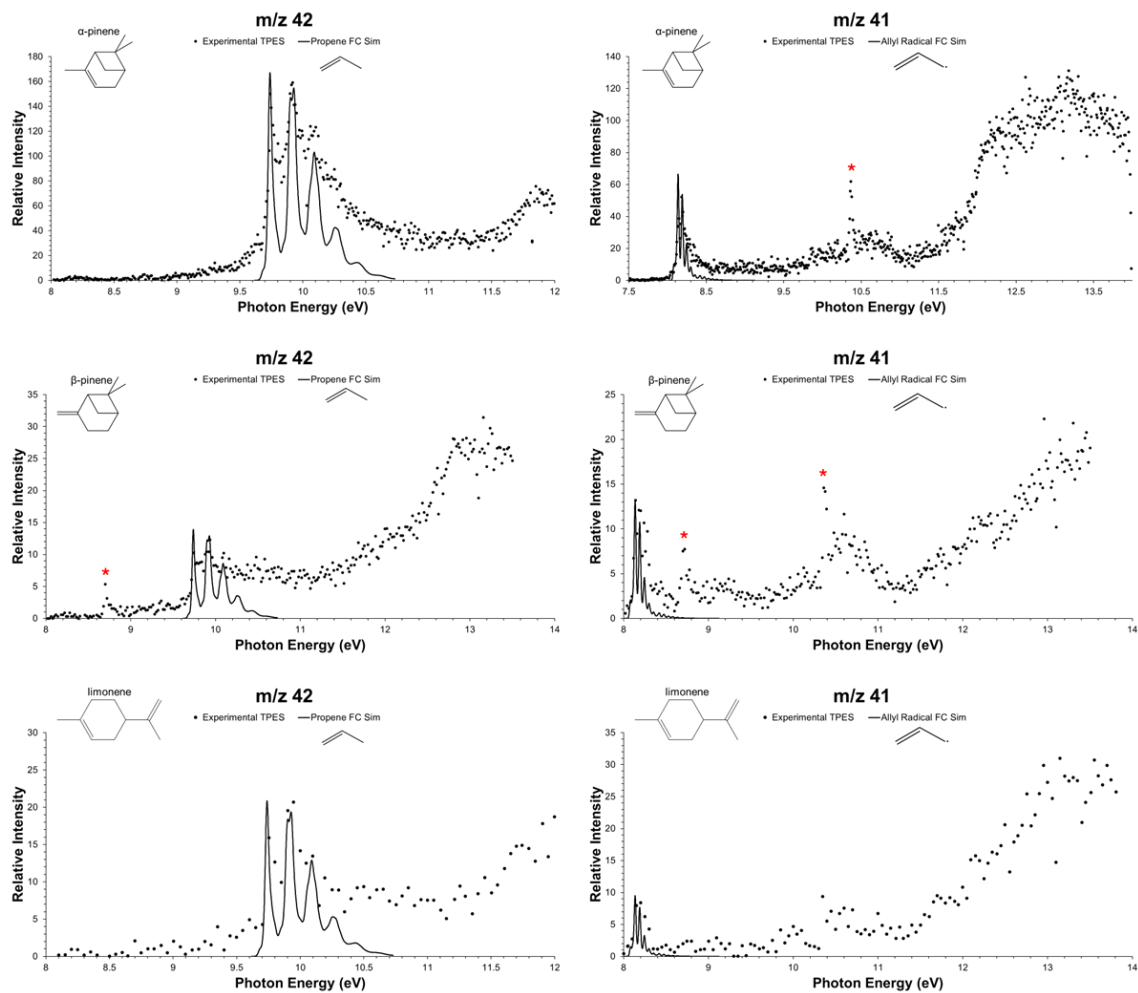 m/z 42
α-pinene
• Experimental TPES — Propene FC Sim
180
160
140
120
100
80
60
40
20
0
Relative Intensity
8 8.5 9 9.5 10 10.5 11 11.5 12
Photon Energy (eV)
m/z 41
α-pinene
• Experimental TPES — Allyl Radical FC Sim
140
120
100
80
60
40
20
0
Relative Intensity
*
7.5 8.5 9.5 10.5 11.5 12.5 13.5
Photon Energy (eV)
m/z 42
β-pinene
• Experimental TPES — Propene FC Sim
35
30
25
20
15
10
5
0
Relative Intensity
*
8 9 10 11 12 13 14
Photon Energy (eV)
m/z 41
β-pinene
• Experimental TPES — Allyl Radical FC Sim
25
20
15
10
5
0
Relative Intensity
*
*
8 9 10 11 12 13 14
Photon Energy (eV)
m/z 42
limonene
• Experimental TPES — Propene FC Sim
30
25
20
15
10
5
0
Relative Intensity
8 8.5 9 9.5 10 10.5 11 11.5 12
Photon Energy (eV)
m/z 41
limonene
• Experimental TPES — Allyl Radical FC Sim
35
30
25
20
15
10
5
0
Relative Intensity
8 9 10 11 12 13 14
Photon Energy (eV)